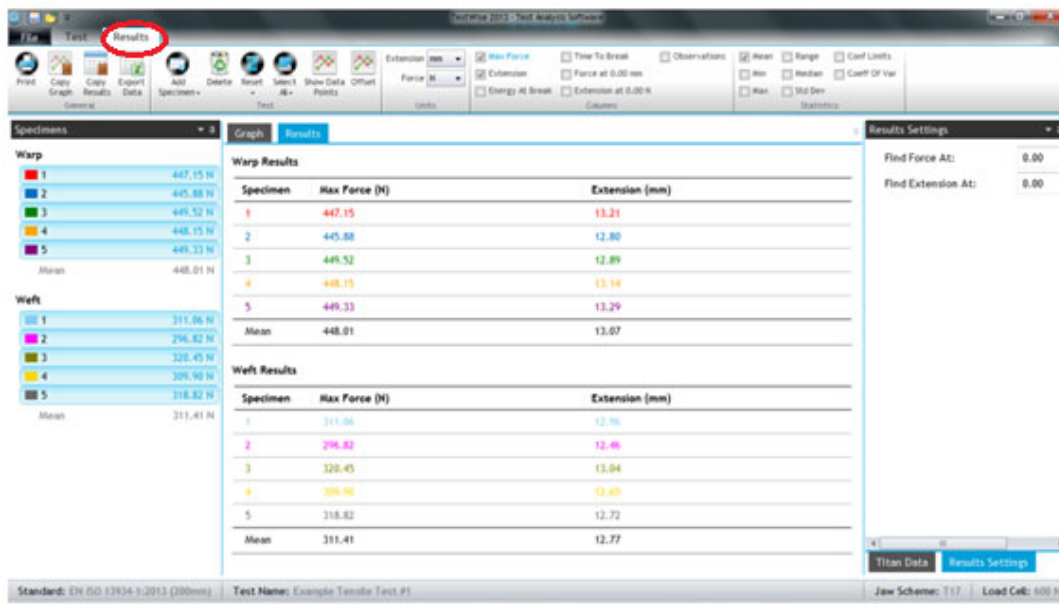 TestWise 2013 - Test Analysis Software
File Test Results
Print
Copy Graph
Copy Results
Export Data
General
Add Specimen
Delete
Reset
Select All
Show Data Points
Offset
Test
Extension mm
Force N
Units
Max Force
Extension
Energy At Break
Time To Break
Force at 0.00 mm
Extension at 0.00 N
Observations
Columns
Mean
Min
Max
Range
Median
Std Dev
Conf Limits
Coeff Of Var
Statistics
Specimens
Warp
1 447.15 N
2 445.88 N
3 449.52 N
4 448.15 N
5 449.33 N
Mean 448.01 N
Weft
1 311.06 N
2 296.82 N
3 320.45 N
4 309.90 N
5 318.82 N
Mean 311.41 N
Graph Results
Warp Results
Specimen Max Force (N) Extension (mm)
1 447.15 13.21
2 445.88 12.80
3 449.52 12.89
4 448.15 13.14
5 449.33 13.29
Mean 448.01 13.07
Weft Results
Specimen Max Force (N) Extension (mm)
1 311.06 12.96
2 296.82 12.46
3 320.45 13.04
4 309.90 12.65
5 318.82 12.72
Mean 311.41 12.77
Results Settings
Find Force At: 0.00
Find Extension At: 0.00
Titan Data Results Settings
Standard: EN ISO 13934-1:2013 (200mm) Test Name: Example Tensile Test #1 Jaw Scheme: T17 Load Cell: 600 N